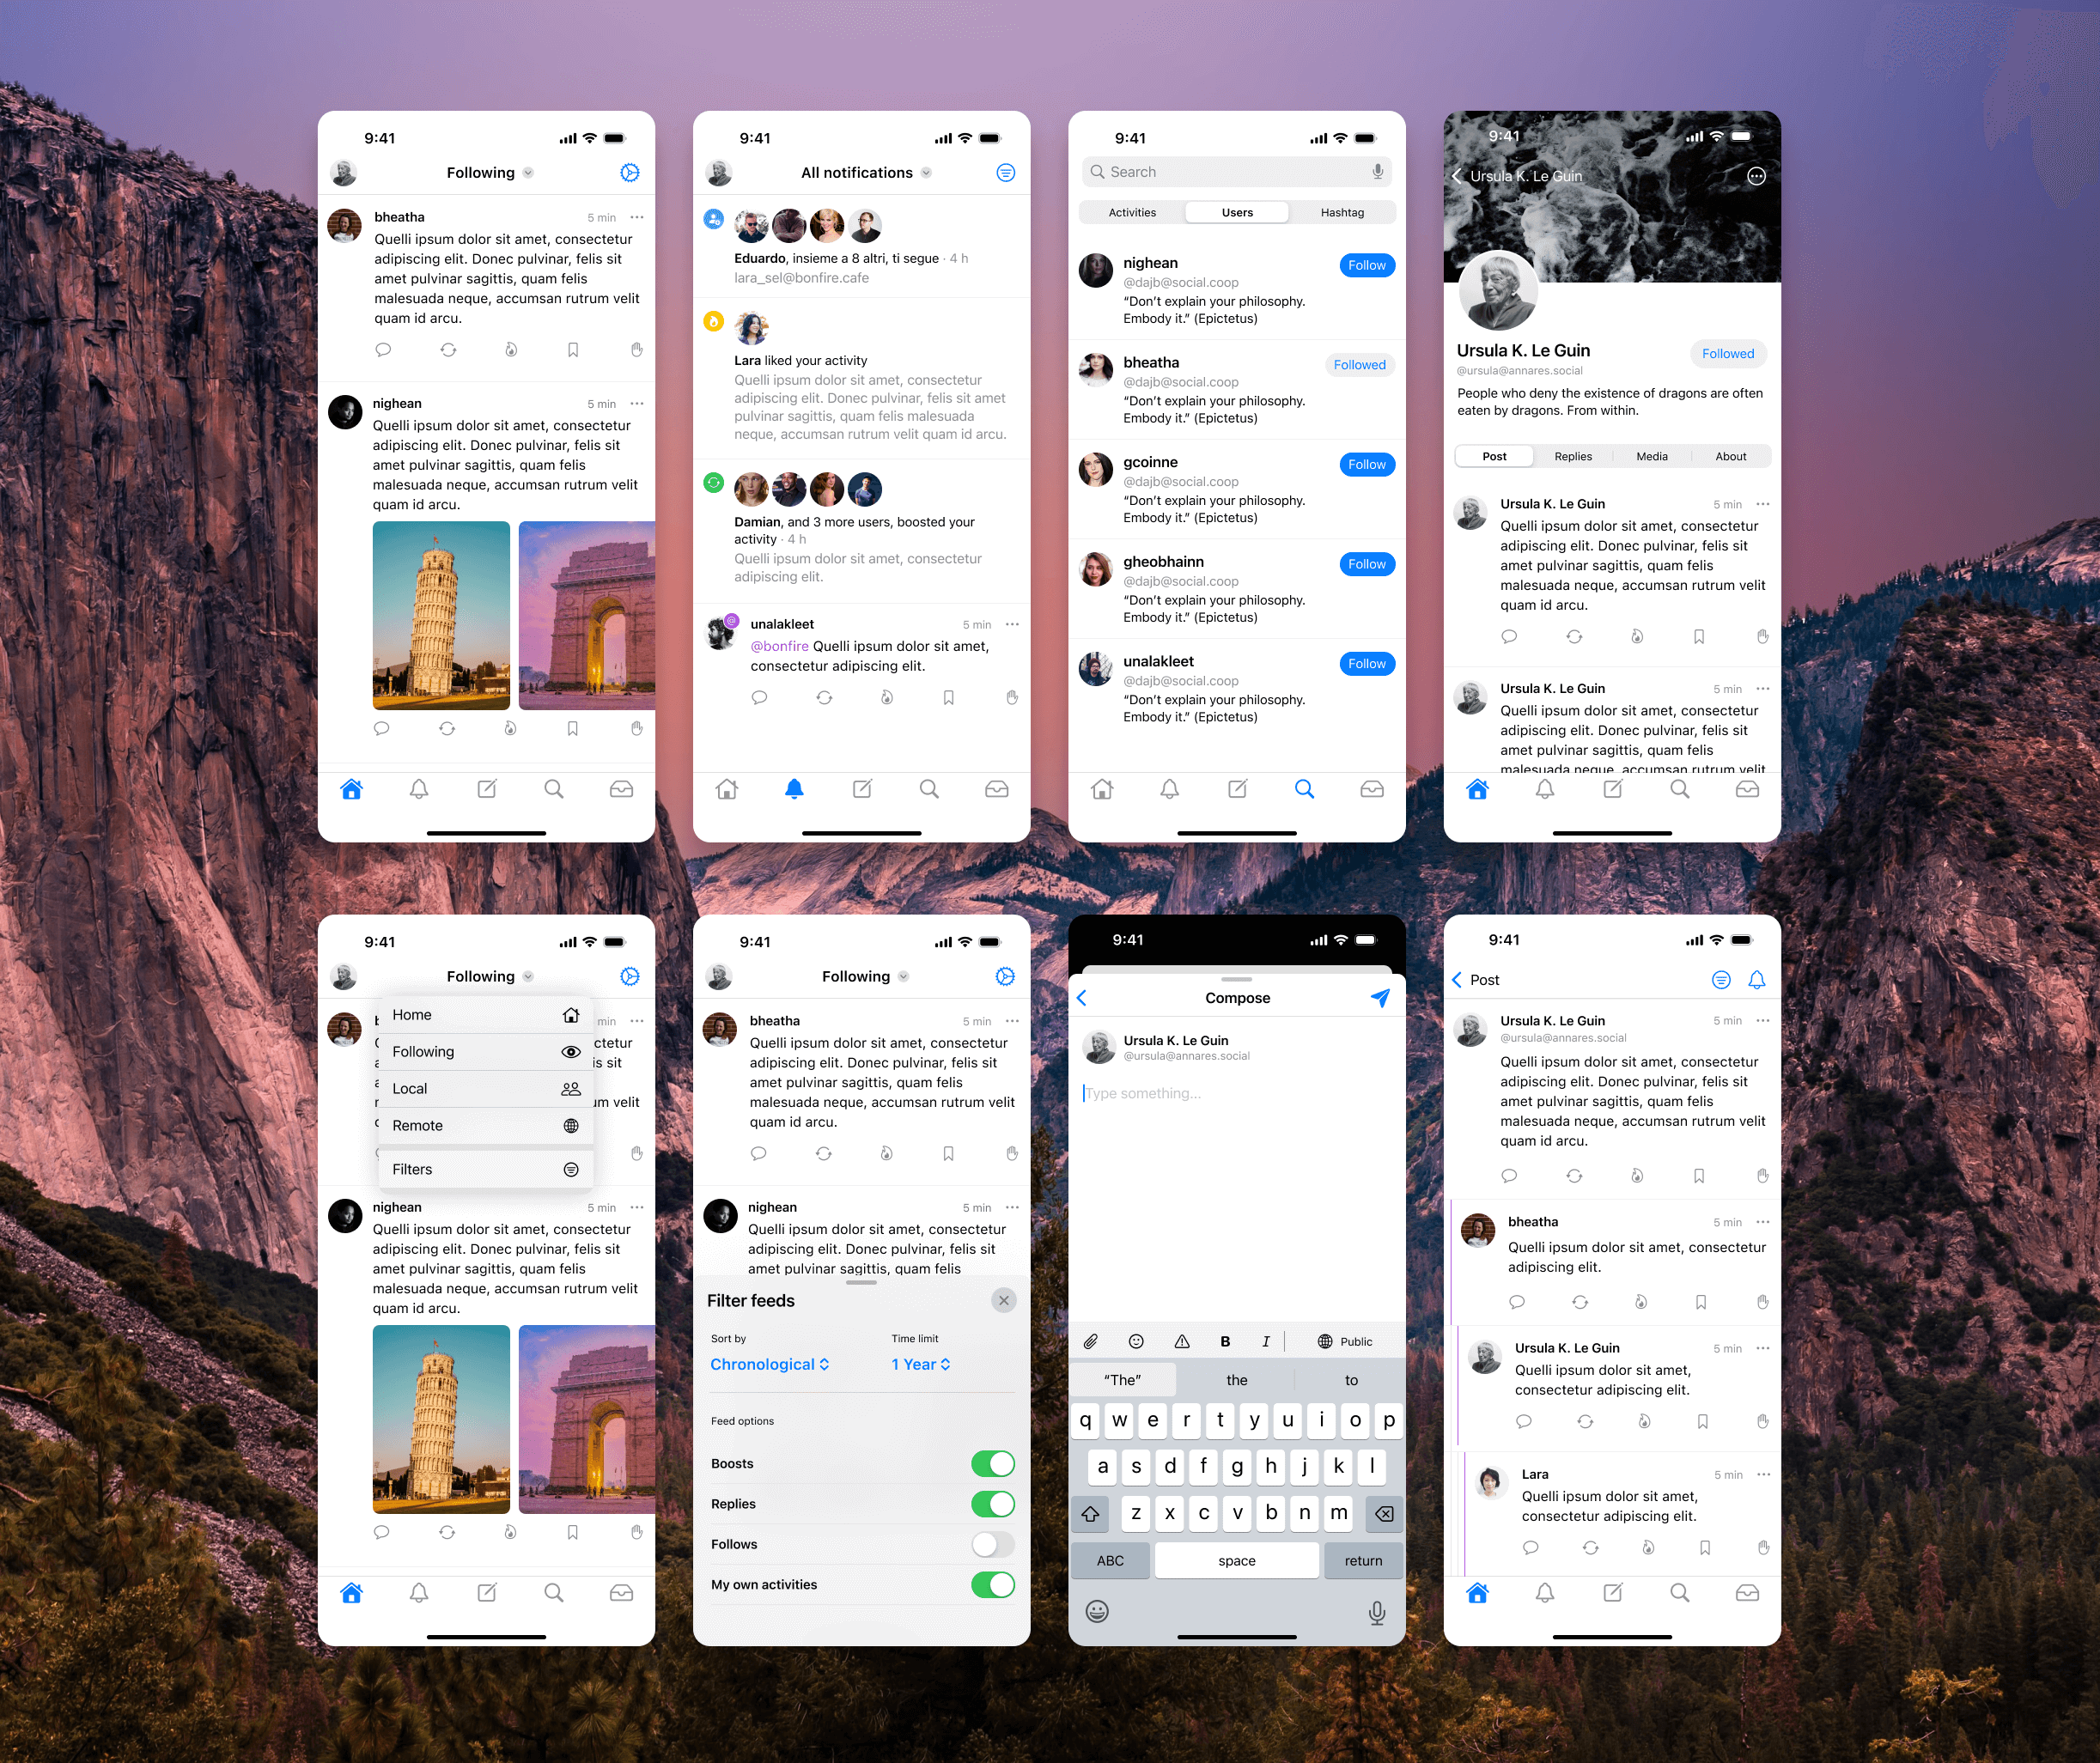 9:41
Following
bheatha 5 min
Quelli ipsum dolor sit amet, consectetur
adipiscing elit. Donec pulvinar, felis sit
amet pulvinar sagittis, quam felis
malesuada neque, accumsan rutrum velit
quam id arcu.
nighean 5 min
Quelli ipsum dolor sit amet, consectetur
adipiscing elit. Donec pulvinar, felis sit
amet pulvinar sagittis, quam felis
malesuada neque, accumsan rutrum velit
quam id arcu.
9:41
All notifications
Eduardo, insieme a 8 altri, ti segue · 4 h
lara_sel@bonfire.cafe
Lara liked your activity
Quelli ipsum dolor sit amet, consectetur
adipiscing elit. Donec pulvinar, felis sit amet
pulvinar sagittis, quam felis malesuada
neque, accumsan rutrum velit quam id arcu.
Damian, and 3 more users, boosted your
activity · 4 h
Quelli ipsum dolor sit amet, consectetur
adipiscing elit.
unalakleet 5 min
@bonfire Quelli ipsum dolor sit amet,
consectetur adipiscing elit.
9:41
Search
Activities Users Hashtag
nighean Follow
@dajb@social.coop
“Don’t explain your philosophy.
Embody it.” (Epictetus)
bheatha Followed
@dajb@social.coop
“Don’t explain your philosophy.
Embody it.” (Epictetus)
gcoinne Follow
@dajb@social.coop
“Don’t explain your philosophy.
Embody it.” (Epictetus)
gheobhainn Follow
@dajb@social.coop
“Don’t explain your philosophy.
Embody it.” (Epictetus)
unalakleet Follow
@dajb@social.coop
“Don’t explain your philosophy.
Embody it.” (Epictetus)
9:41
Ursula K. Le Guin
Ursula K. Le Guin Followed
@ursula@annares.social
People who deny the existence of dragons are often
eaten by dragons. From within.
Post Replies Media About
Ursula K. Le Guin 5 min
Quelli ipsum dolor sit amet, consectetur
adipiscing elit. Donec pulvinar, felis sit
amet pulvinar sagittis, quam felis
malesuada neque, accumsan rutrum velit
quam id arcu.
Ursula K. Le Guin 5 min
Quelli ipsum dolor sit amet, consectetur
adipiscing elit. Donec pulvinar, felis sit
amet pulvinar sagittis, quam felis
malesuada neque, accumsan rutrum velit
9:41
Following
Home min
Following
Local
Remote
Filters
nighean 5 min
Quelli ipsum dolor sit amet, consectetur
adipiscing elit. Donec pulvinar, felis sit
amet pulvinar sagittis, quam felis
malesuada neque, accumsan rutrum velit
quam id arcu.
9:41
Following
bheatha 5 min
Quelli ipsum dolor sit amet, consectetur
adipiscing elit. Donec pulvinar, felis sit
amet pulvinar sagittis, quam felis
malesuada neque, accumsan rutrum velit
quam id arcu.
nighean 5 min
Quelli ipsum dolor sit amet, consectetur
adipiscing elit. Donec pulvinar, felis sit
amet pulvinar sagittis, quam felis
Filter feeds
Sort by Time limit
Chronological 1 Year
Feed options
Boosts
Replies
Follows
My own activities
9:41
Compose
Ursula K. Le Guin
@ursula@annares.social
Type something...
B I Public
“The” the to
q w e r t y u i o p
a s d f g h j k l
z x c v b n m
ABC space return
9:41
Post
Ursula K. Le Guin 5 min
@ursula@annares.social
Quelli ipsum dolor sit amet, consectetur
adipiscing elit. Donec pulvinar, felis sit
amet pulvinar sagittis, quam felis
malesuada neque, accumsan rutrum velit
quam id arcu.
bheatha 5 min
Quelli ipsum dolor sit amet, consectetur
adipiscing elit.
Ursula K. Le Guin 5 min
Quelli ipsum dolor sit amet,
consectetur adipiscing elit.
Lara 5 min
Quelli ipsum dolor sit amet,
consectetur adipiscing elit.